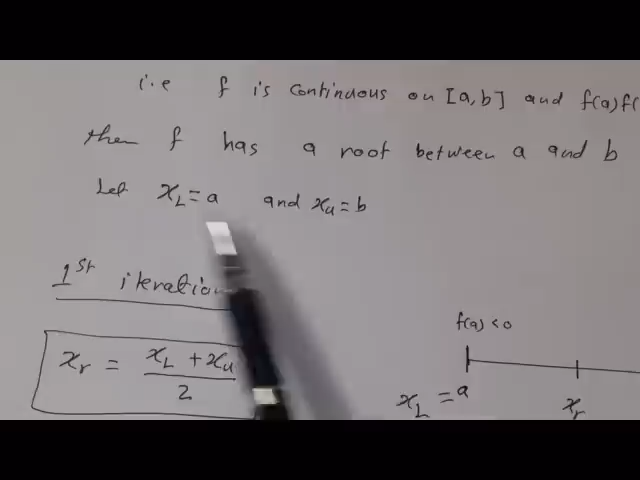 i.e f is continuous on [a,b] and f(a)f(
then f has a root between a and b
Let x_L = a and x_u = b
1st iteration
x_r = (x_L + x_u)/2
f(a) < 0
x_L = a
x_r